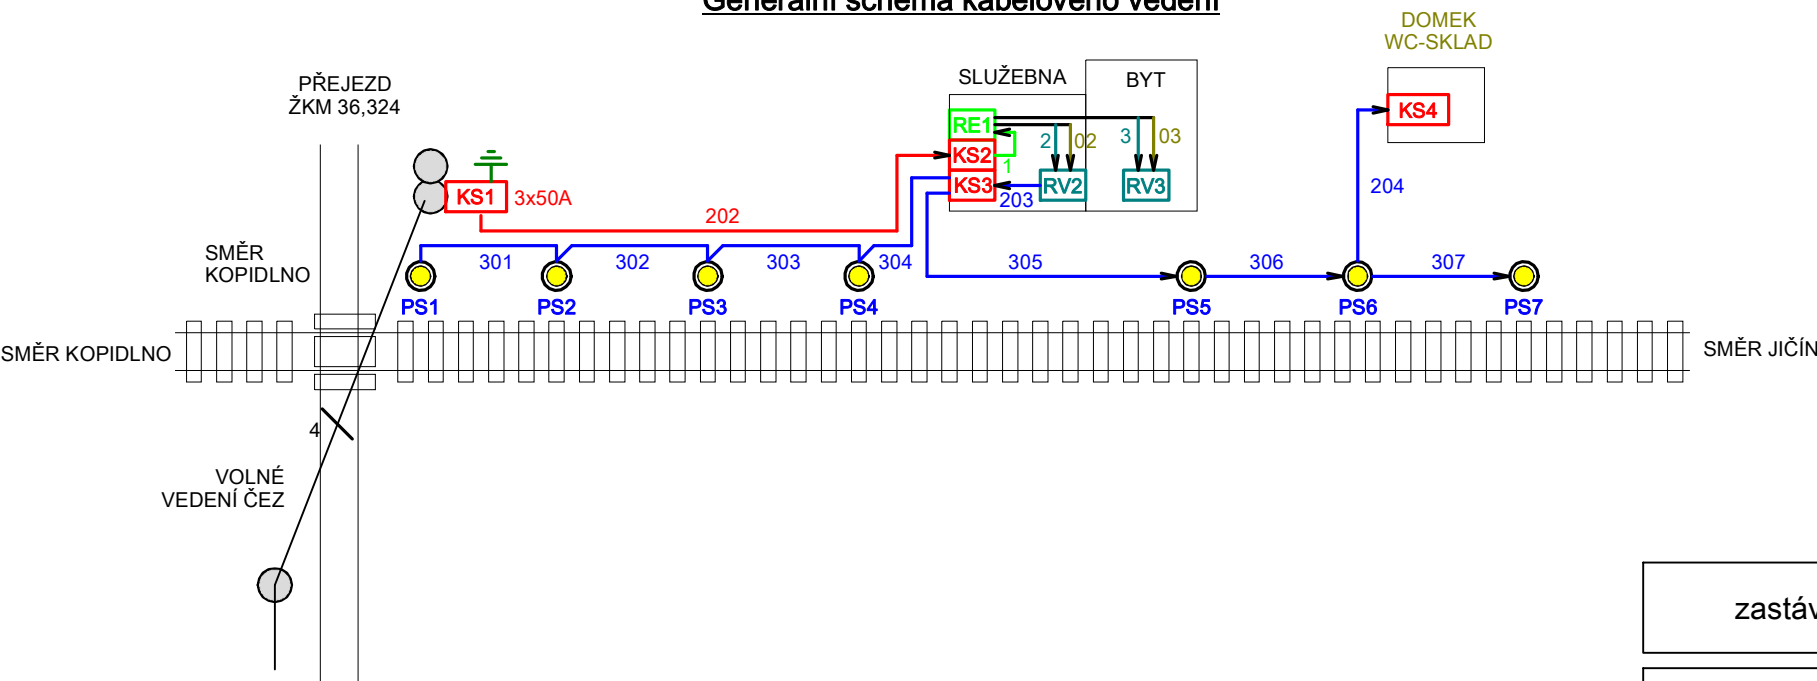 Generální schéma kabelového vedení
DOMEK
WC-SKLAD
PŘEJEZD
ŽKM 36,324
SLUŽEBNA
BYT
KS4
RE1
2
02
3
03
KS2
1
KS1
3x50A
KS3
RV2
RV3
203
204
202
SMĚR
KOPIDLNO
301
302
303
304
305
306
307
PS1
PS2
PS3
PS4
PS5
PS6
PS7
SMĚR KOPIDLNO
SMĚR JIČÍN
4
VOLNÉ
VEDENÍ ČEZ